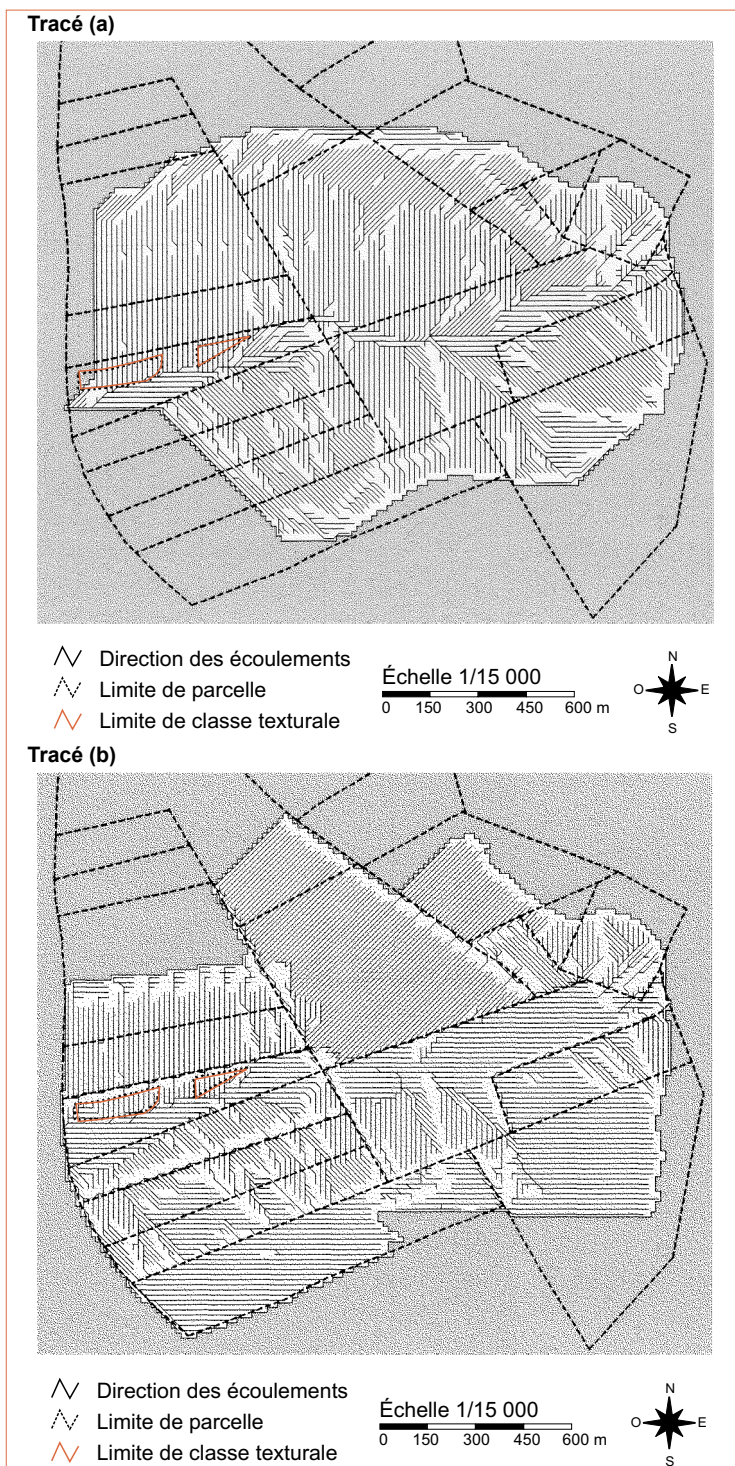 Tracé (a)
Direction des écoulements
Limite de parcelle
Limite de classe texturale
Échelle 1/15 000
0 150 300 450 600 m
N
O E
S
Tracé (b)
Direction des écoulements
Limite de parcelle
Limite de classe texturale
Échelle 1/15 000
0 150 300 450 600 m
N
O E
S